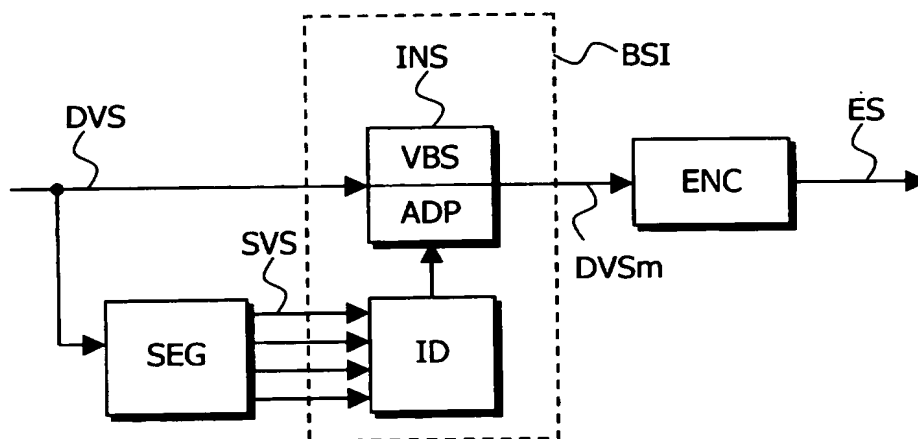 INS
BSI
DVS
ES
VBS
ADP
ENC
SVS
DVSm
SEG
ID